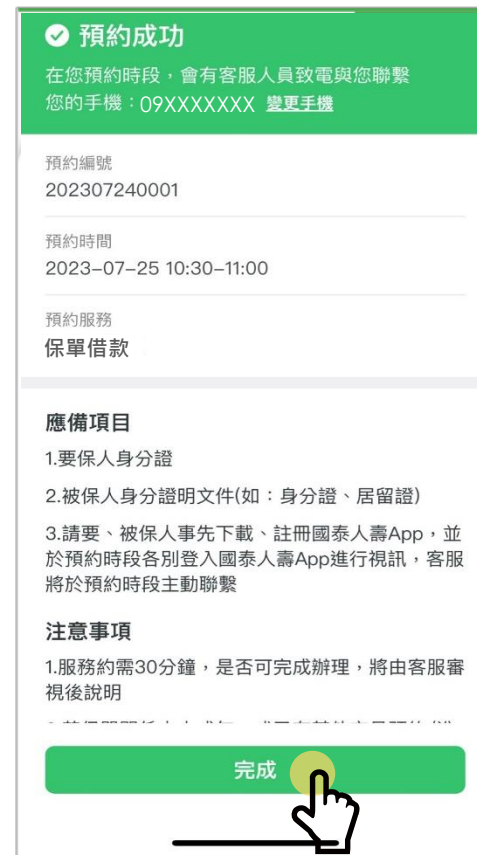 預約成功
在您預約時段，會有客服人員致電與您聯繫
您的手機：09XXXXXXXX 變更手機
預約編號
202307240001
預約時間
2023–07–25 10:30–11:00
預約服務
保單借款
應備項目
1.要保人身分證
2.被保人身分證明文件(如：身分證、居留證)
3.請要、被保人事先下載、註冊國泰人壽App，並
於預約時段各別登入國泰人壽App進行視訊，客服
將於預約時段主動聯繫
注意事項
1.服務約需30分鐘，是否可完成辦理，將由客服審
視後說明
完成